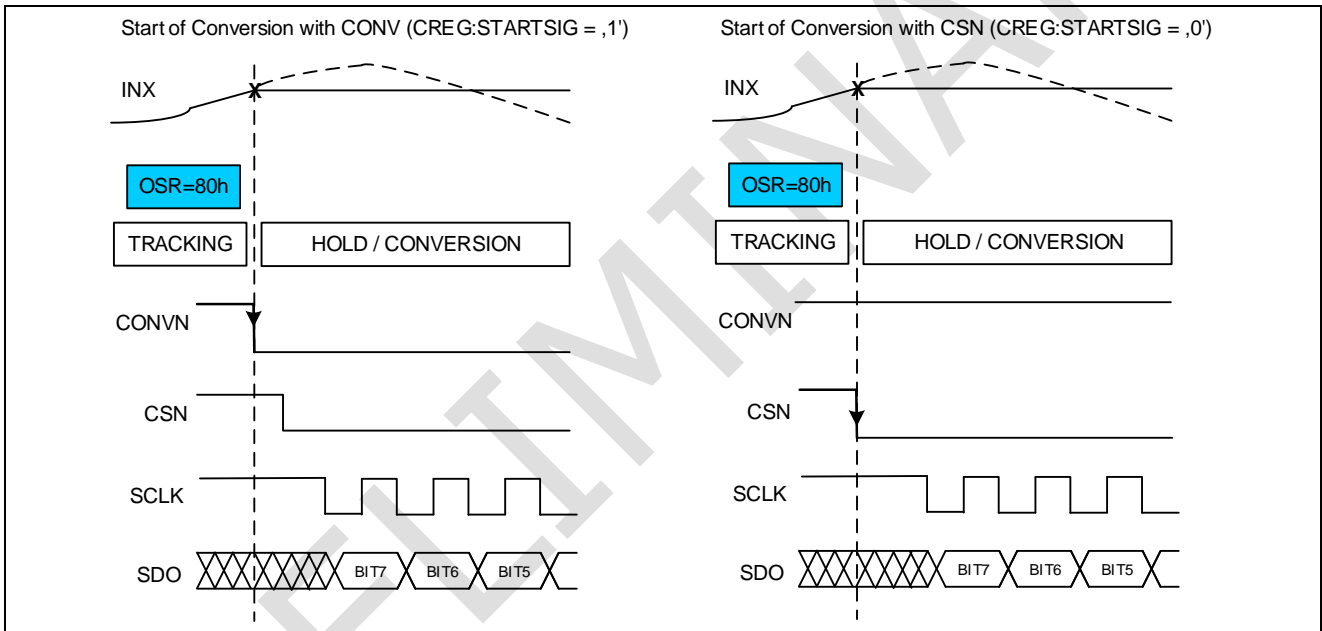 Start of Conversion with CONV (CREG:STARTSIG = ,1')
INX
OSR=80h
TRACKING
HOLD / CONVERSION
CONVN
CSN
SCLK
SDO
BIT7
BIT6
BIT5
Start of Conversion with CSN (CREG:STARTSIG = ,0')
INX
OSR=80h
TRACKING
HOLD / CONVERSION
CONVN
CSN
SCLK
SDO
BIT7
BIT6
BIT5
ELIMINA